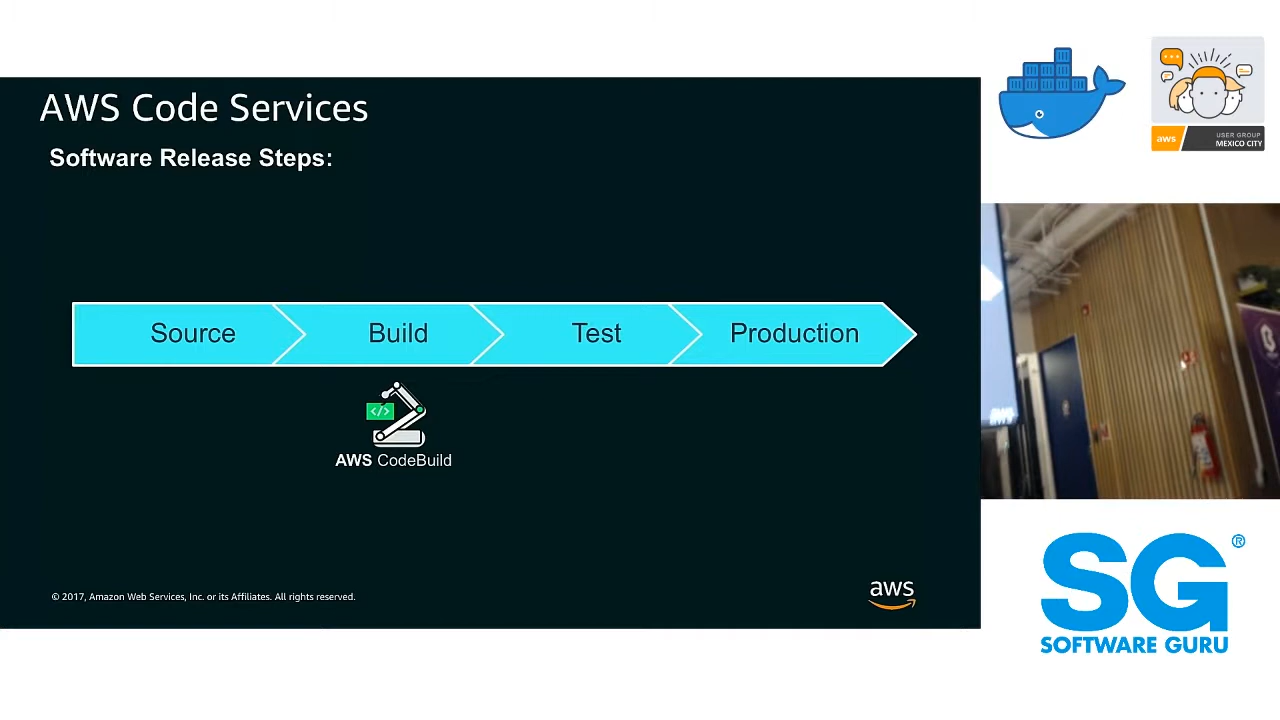 AWS Code Services
Software Release Steps:
Source
Build
Test
Production
</>
AWS CodeBuild
© 2017, Amazon Web Services, Inc. or its Affiliates. All rights reserved.
aws
aws
USER GROUP
MEXICO CITY
aws
SG®
SOFTWARE GURU